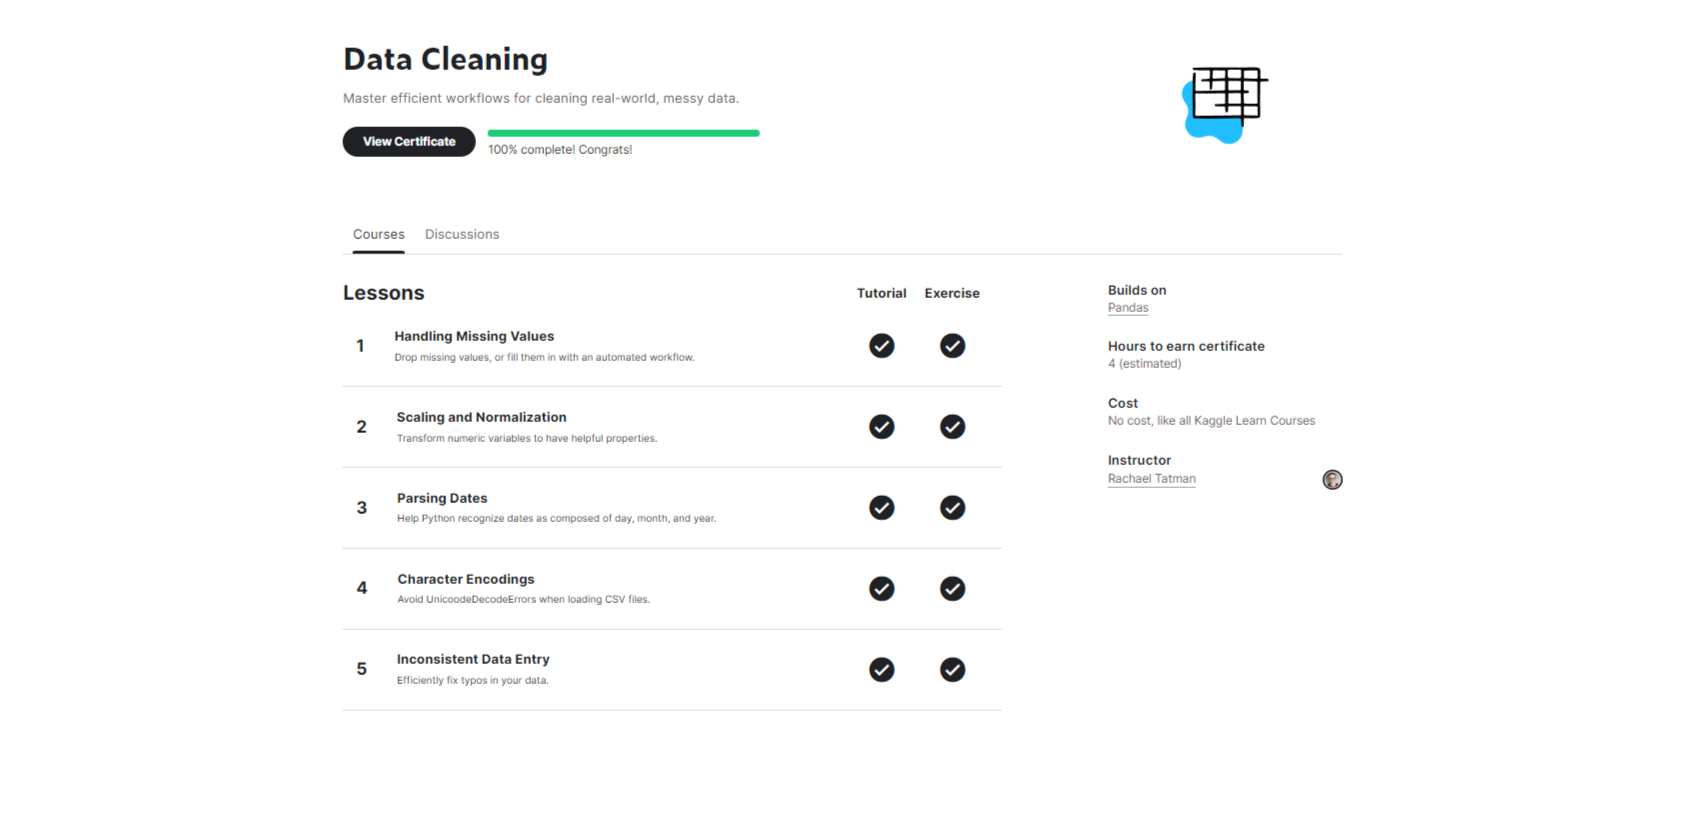 Data Cleaning
Master efficient workflows for cleaning real-world, messy data.
View Certificate
100% complete! Congrats!
Courses Discussions
Lessons Tutorial Exercise
1 Handling Missing Values
Drop missing values, or fill them in with an automated workflow.
2 Scaling and Normalization
Transform numeric variables to have helpful properties.
3 Parsing Dates
Help Python recognize dates as composed of day, month, and year.
4 Character Encodings
Avoid UnicoodeDecodeErrors when loading CSV files.
5 Inconsistent Data Entry
Efficiently fix typos in your data.
Builds on
Pandas
Hours to earn certificate
4 (estimated)
Cost
No cost, like all Kaggle Learn Courses
Instructor
Rachael Tatman